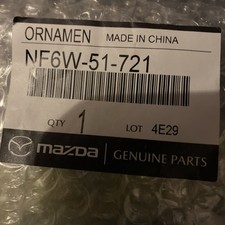 ORNAMEN MADE IN CHINA
NF6W-51-721
QTY 1 LOT 4E29
mazda GENUINE PARTS